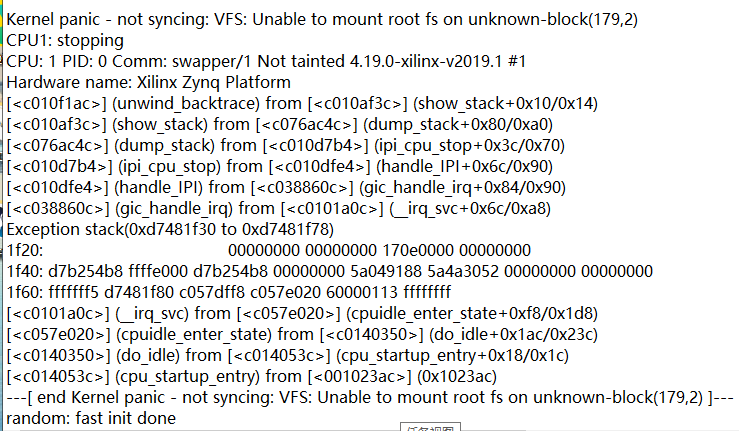 Kernel panic - not syncing: VFS: Unable to mount root fs on unknown-block(179,2)
CPU1: stopping
CPU: 1 PID: 0 Comm: swapper/1 Not tainted 4.19.0-xilinx-v2019.1 #1
Hardware name: Xilinx Zynq Platform
[<c010f1ac>] (unwind_backtrace) from [<c010af3c>] (show_stack+0x10/0x14)
[<c010af3c>] (show_stack) from [<c076ac4c>] (dump_stack+0x80/0xa0)
[<c076ac4c>] (dump_stack) from [<c010d7b4>] (ipi_cpu_stop+0x3c/0x70)
[<c010d7b4>] (ipi_cpu_stop) from [<c010dfe4>] (handle_IPI+0x6c/0x90)
[<c010dfe4>] (handle_IPI) from [<c038860c>] (gic_handle_irq+0x84/0x90)
[<c038860c>] (gic_handle_irq) from [<c0101a0c>] (__irq_svc+0x6c/0xa8)
Exception stack(0xd7481f30 to 0xd7481f78)
1f20: 00000000 00000000 170e0000 00000000
1f40: d7b254b8 ffffe000 d7b254b8 00000000 5a049188 5a4a3052 00000000 00000000
1f60: fffffff5 d7481f80 c057dff8 c057e020 60000113 ffffffff
[<c0101a0c>] (__irq_svc) from [<c057e020>] (cpuidle_enter_state+0xf8/0x1d8)
[<c057e020>] (cpuidle_enter_state) from [<c0140350>] (do_idle+0x1ac/0x23c)
[<c0140350>] (do_idle) from [<c014053c>] (cpu_startup_entry+0x18/0x1c)
[<c014053c>] (cpu_startup_entry) from [<001023ac>] (0x1023ac)
---[ end Kernel panic - not syncing: VFS: Unable to mount root fs on unknown-block(179,2) ]---
random: fast init done